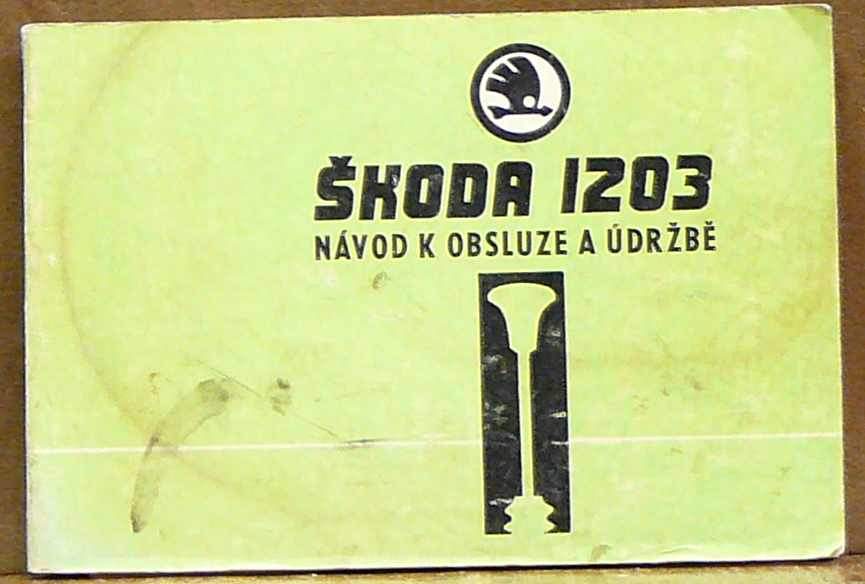 ŠKODA 1203
NÁVOD K OBSLUZE A ÚDRŽBĚ